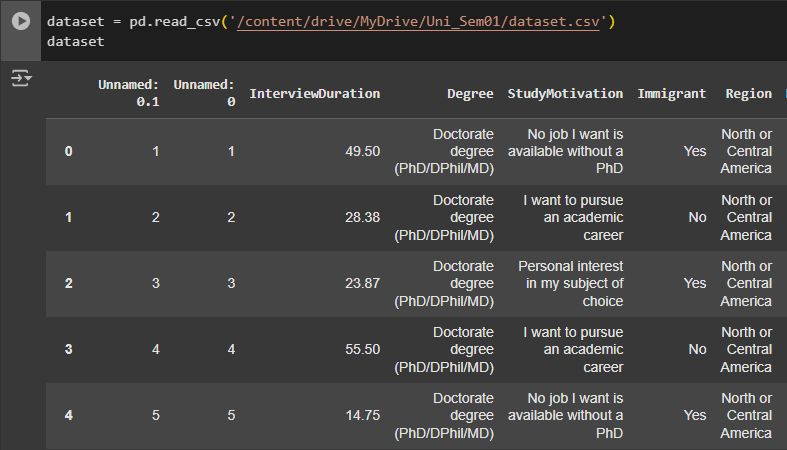 dataset = pd.read_csv('/content/drive/MyDrive/Uni_Sem01/dataset.csv')
dataset
Unnamed: 0.1 Unnamed: 0 InterviewDuration Degree StudyMotivation Immigrant Region
0 1 1 49.50 Doctorate degree (PhD/DPhil/MD) No job I want is available without a PhD Yes North or Central America
1 2 2 28.38 Doctorate degree (PhD/DPhil/MD) I want to pursue an academic career No North or Central America
2 3 3 23.87 Doctorate degree (PhD/DPhil/MD) Personal interest in my subject of choice Yes North or Central America
3 4 4 55.50 Doctorate degree (PhD/DPhil/MD) I want to pursue an academic career No North or Central America
4 5 5 14.75 Doctorate degree (PhD/DPhil/MD) No job I want is available without a PhD Yes North or Central America